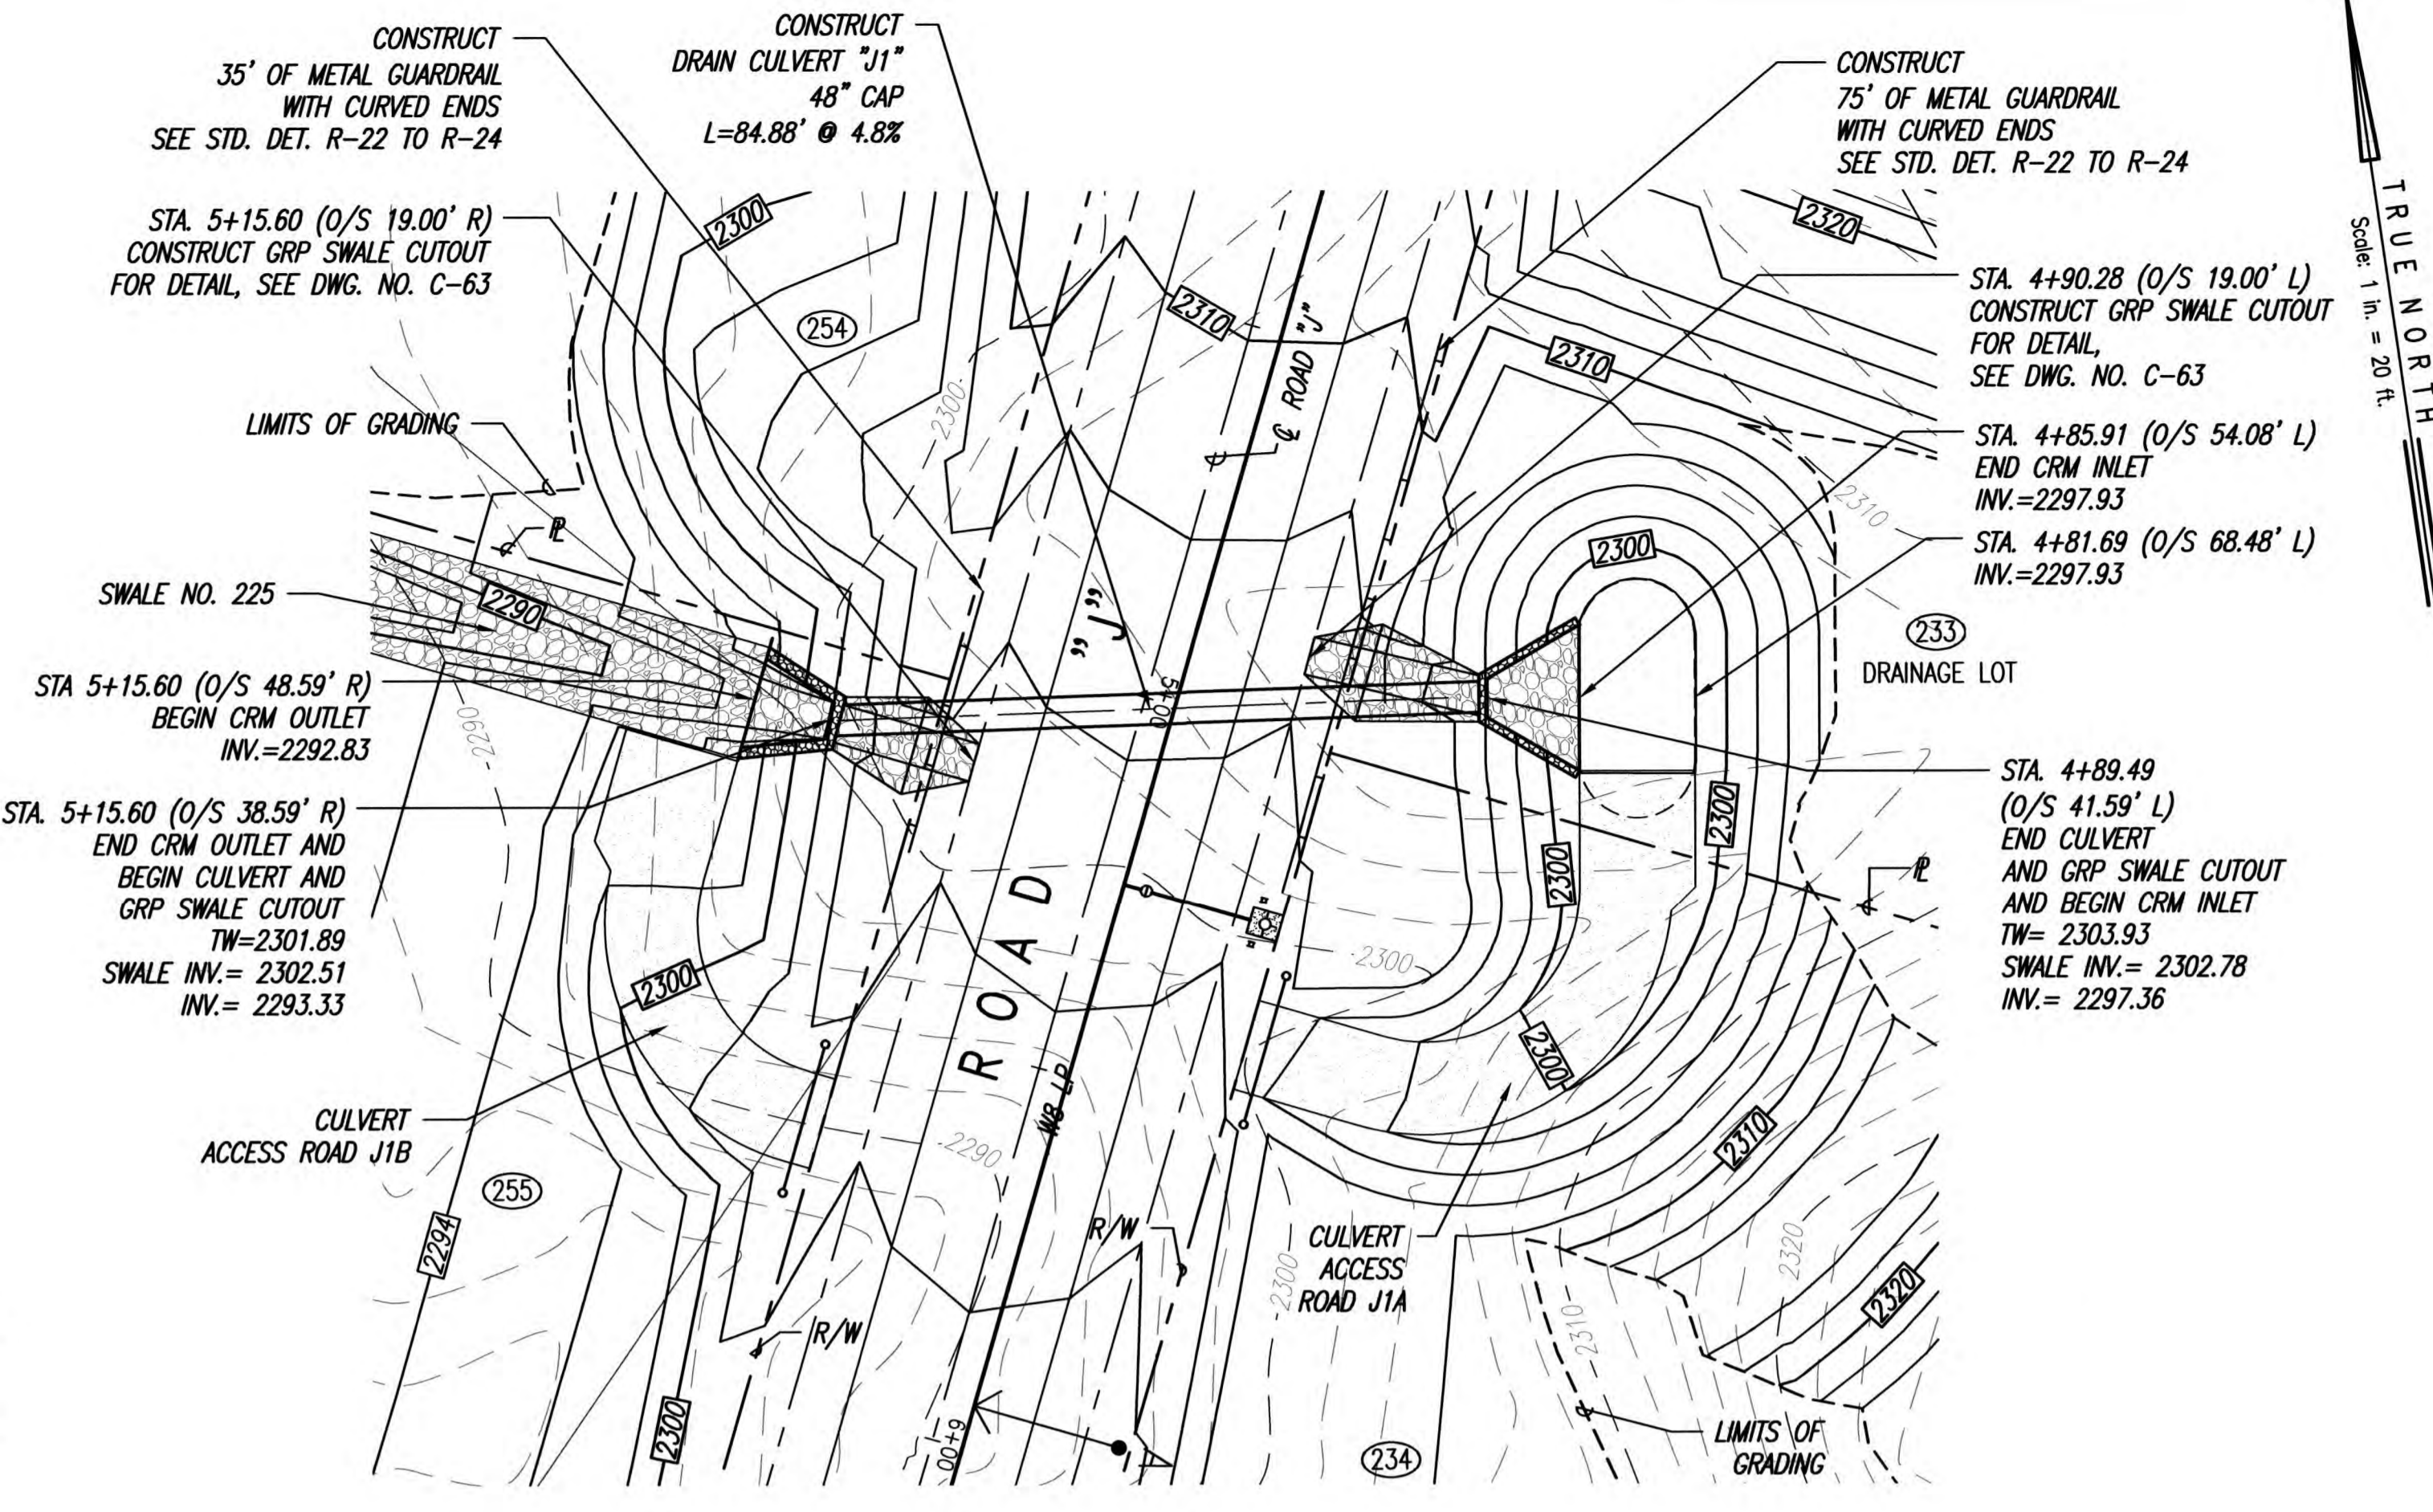 CONSTRUCT
35' OF METAL GUARDRAIL
WITH CURVED ENDS
SEE STD. DET. R-22 TO R-24
CONSTRUCT
DRAIN CULVERT "J1"
48" CAP
L=84.88' @ 4.8%
CONSTRUCT
75' OF METAL GUARDRAIL
WITH CURVED ENDS
SEE STD. DET. R-22 TO R-24
TRUE NORTH
Scale: 1 in. = 20 ft.
STA. 5+15.60 (O/S 19.00' R)
CONSTRUCT GRP SWALE CUTOUT
FOR DETAIL, SEE DWG. NO. C-63
LIMITS OF GRADING
SWALE NO. 225
STA 5+15.60 (O/S 48.59' R)
BEGIN CRM OUTLET
INV.=2292.83
STA. 5+15.60 (O/S 38.59' R)
END CRM OUTLET AND
BEGIN CULVERT AND
GRP SWALE CUTOUT
TW=2301.89
SWALE INV.= 2302.51
INV.= 2293.33
CULVERT
ACCESS ROAD J1B
STA. 4+90.28 (O/S 19.00' L)
CONSTRUCT GRP SWALE CUTOUT
FOR DETAIL,
SEE DWG. NO. C-63
STA. 4+85.91 (O/S 54.08' L)
END CRM INLET
INV.=2297.93
STA. 4+81.69 (O/S 68.48' L)
INV.=2297.93
233
DRAINAGE LOT
STA. 4+89.49
(O/S 41.59' L)
END CULVERT
AND GRP SWALE CUTOUT
AND BEGIN CRM INLET
TW= 2303.93
SWALE INV.= 2302.78
INV.= 2297.36
2300
254
2300
2310
℄ ROAD "J"
2320
2310
2310
2300
℄
2290
2290
ROAD "J"
5+00
2300
2300
2300
2300
2300
℄
2290
W8 LP
2310
255
2294
2300
R/W
R/W
CULVERT
ACCESS
ROAD J1A
2300
2310
2320
2320
6+00
234
LIMITS OF
GRADING